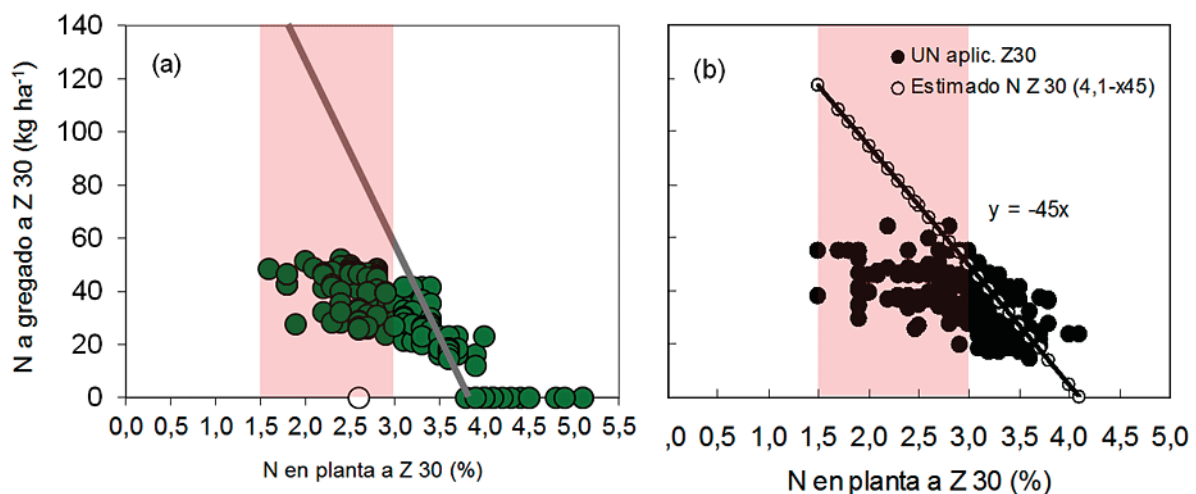 N a gregado a Z 30 (kg ha⁻¹)
140
120
100
80
60
40
20
0
(a)
0,0 0,5 1,0 1,5 2,0 2,5 3,0 3,5 4,0 4,5 5,0 5,5
N en planta a Z 30 (%)
(b)
UN aplic. Z30
Estimado N Z 30 (4,1-x45)
y = -45x
,0 0,5 1,0 1,5 2,0 2,5 3,0 3,5 4,0 4,5 5,0
N en planta a Z 30 (%)